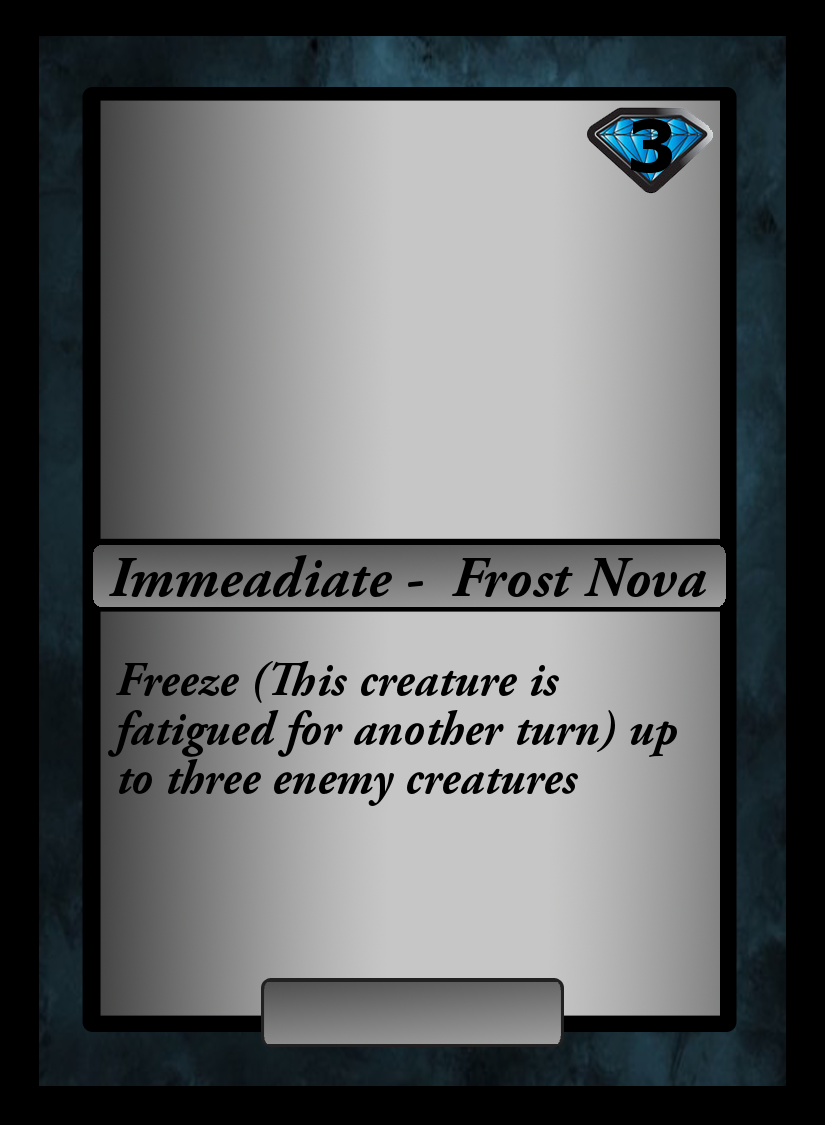 3
Immeadiate - Frost Nova
Freeze (This creature is
fatigued for another turn) up
to three enemy creatures